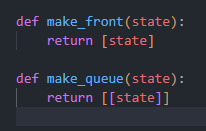 def make_front(state):
    return [state]

def make_queue(state):
    return [[state]]